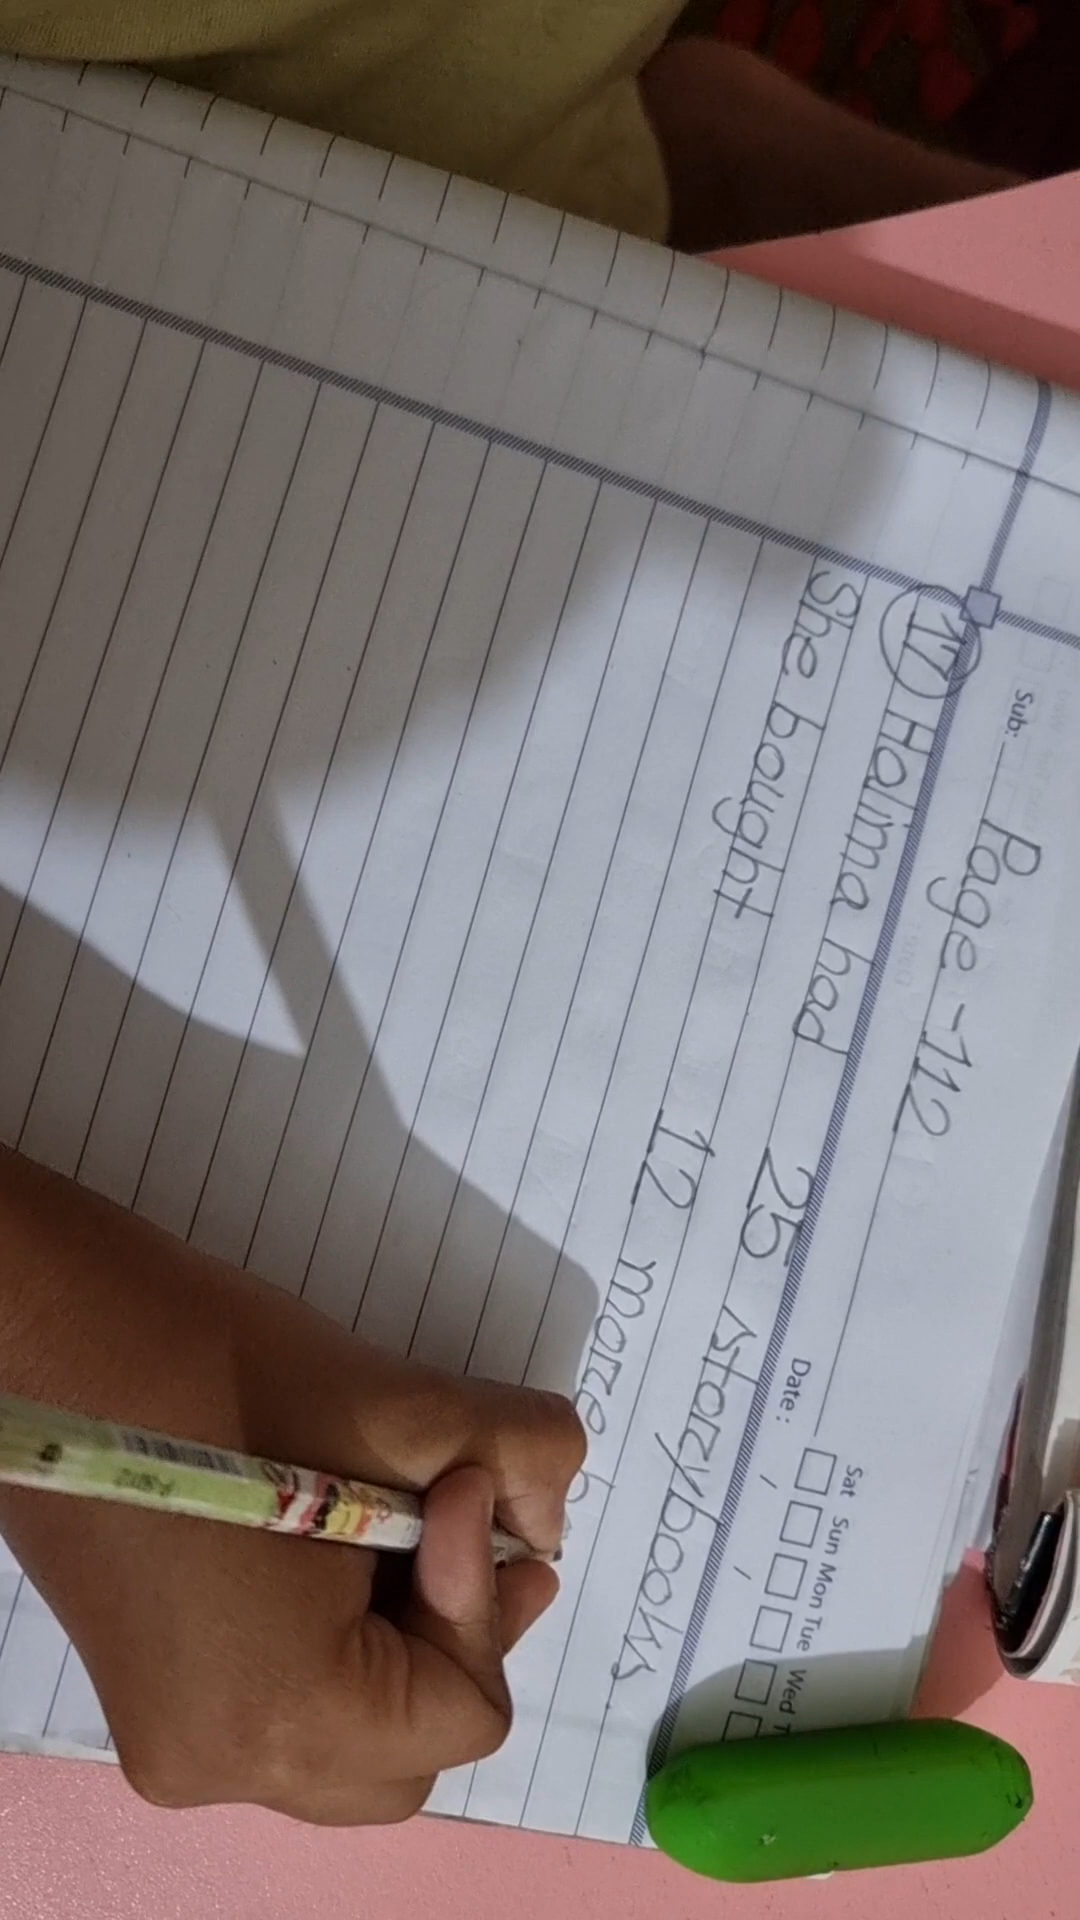 Sub: Page-112
Date: Sat Sun Mon Tue Wed
17 Halima had 25 storybooks.
She bought 12 more